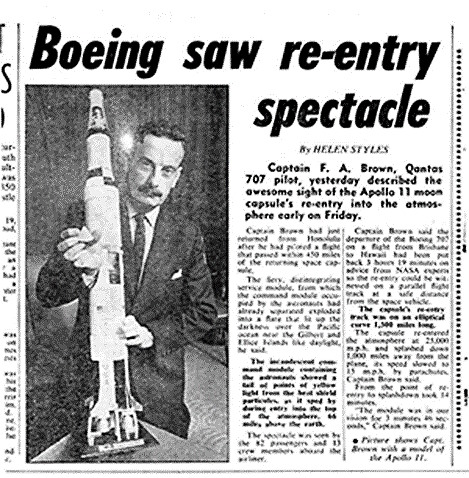 Boeing saw re-entry
spectacle
By HELEN STYLES
Captain F. A. Brown, Qantas
707 pilot, yesterday described the
awesome sight of the Apollo 11 moon
capsule's re-entry into the atmos-
phere early on Friday.
Captain Brown had just
returned from Honolulu
after he had piloted a flight
that passed within 450 miles
of the returning space cap-
sule.
The fiery, disintegrating
service module, from which
the command module occu-
pied by the astronauts had
already separated exploded
into a flare that lit up the
darkness over the Pacific
ocean near the Gilbert and
Ellice Islands like daylight,
he said.
The incandescent com-
mand module containing
the astronauts showed a
tail of points of yellow
light from the heat shield
particles, as it sped by
during entry into the top
of the atmosphere, 66
miles above the earth.
The spectacle was seen by
the 82 passengers and 13
crew members aboard the
airliner.
Captain Brown said the
departure of the Boeing 707
on a flight from Brisbane
to Hawaii had been put
back 3 hours 19 minutes on
advice from NASA experts
so the re-entry could be wit-
nessed on a parallel flight
track at a safe distance
from the space vehicle.
The capsule's re-entry
track was on an elliptical
curve 1,500 miles long.
The capsule re-entered
the atmosphere at 25,000
m.p.h. and splashed down
1,000 miles away from the
plane, its speed slowed to
15 m.p.h. by parachutes,
Captain Brown said.
From the point of re-
entry to splashdown took 14
minutes.
"The module was in our
vision for 3 minutes 46 sec-
onds," Captain Brown said.
● Picture shows Capt.
Brown with a model of
the Apollo 11.